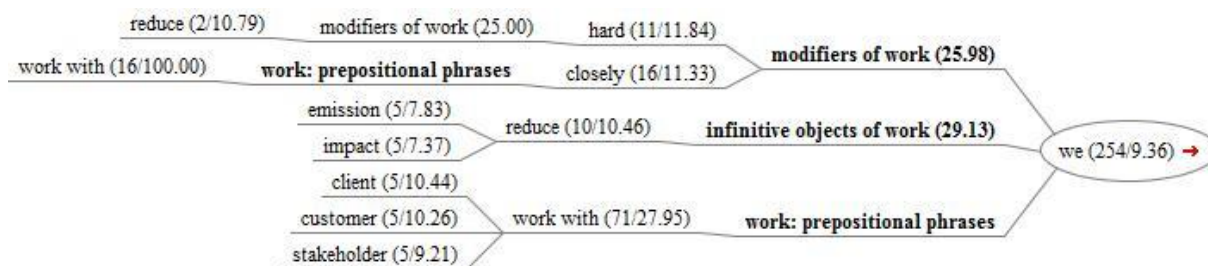 reduce (2/10.79) modifiers of work (25.00) hard (11/11.84)
modifiers of work (25.98)
work with (16/100.00) work: prepositional phrases closely (16/11.33)
emission (5/7.83)
reduce (10/10.46) infinitive objects of work (29.13)
impact (5/7.37)
we (254/9.36) →
client (5/10.44)
customer (5/10.26) work with (71/27.95) work: prepositional phrases
stakeholder (5/9.21)